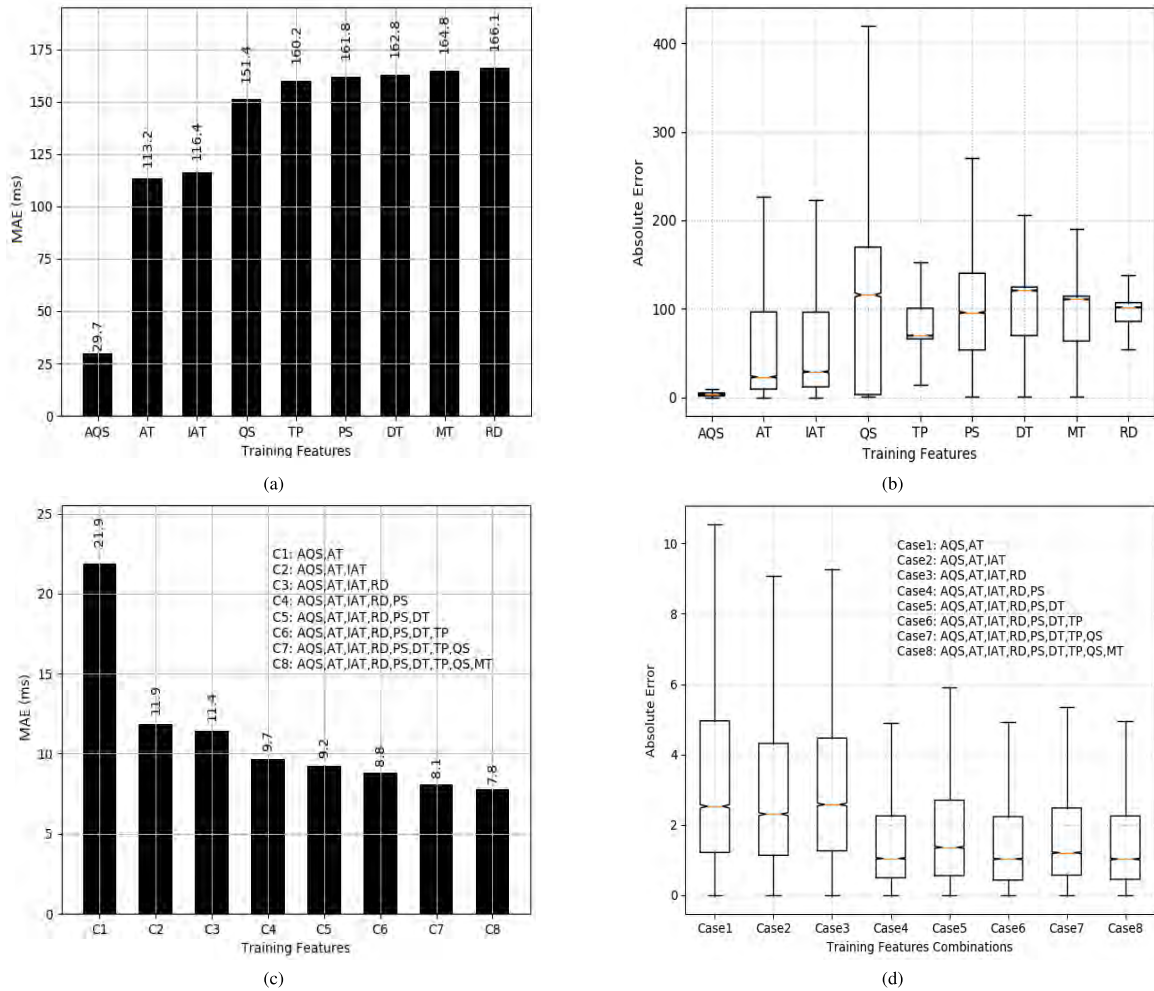 29.7
113.2
116.4
151.4
160.2
161.8
162.8
164.8
166.1
175
150
125
100
75
50
25
0
MAE (ms)
AQS AT IAT QS TP PS DT MT RD
Training Features
(a)
400
300
200
100
0
Absolute Error
AQS AT IAT QS TP PS DT MT RD
Training Features
(b)
25
20
15
10
5
0
MAE (ms)
21.9
11.9
11.4
9.7
9.2
8.8
8.1
7.8
C1: AQS,AT
C2: AQS,AT,IAT
C3: AQS,AT,IAT,RD
C4: AQS,AT,IAT,RD,PS
C5: AQS,AT,IAT,RD,PS,DT
C6: AQS,AT,IAT,RD,PS,DT,TP
C7: AQS,AT,IAT,RD,PS,DT,TP,QS
C8: AQS,AT,IAT,RD,PS,DT,TP,QS,MT
C1 C2 C3 C4 C5 C6 C7 C8
Training Features
(c)
10
8
6
4
2
0
Absolute Error
Case1: AQS,AT
Case2: AQS,AT,IAT
Case3: AQS,AT,IAT,RD
Case4: AQS,AT,IAT,RD,PS
Case5: AQS,AT,IAT,RD,PS,DT
Case6: AQS,AT,IAT,RD,PS,DT,TP
Case7: AQS,AT,IAT,RD,PS,DT,TP,QS
Case8: AQS,AT,IAT,RD,PS,DT,TP,QS,MT
Case1 Case2 Case3 Case4 Case5 Case6 Case7 Case8
Training Features Combinations
(d)